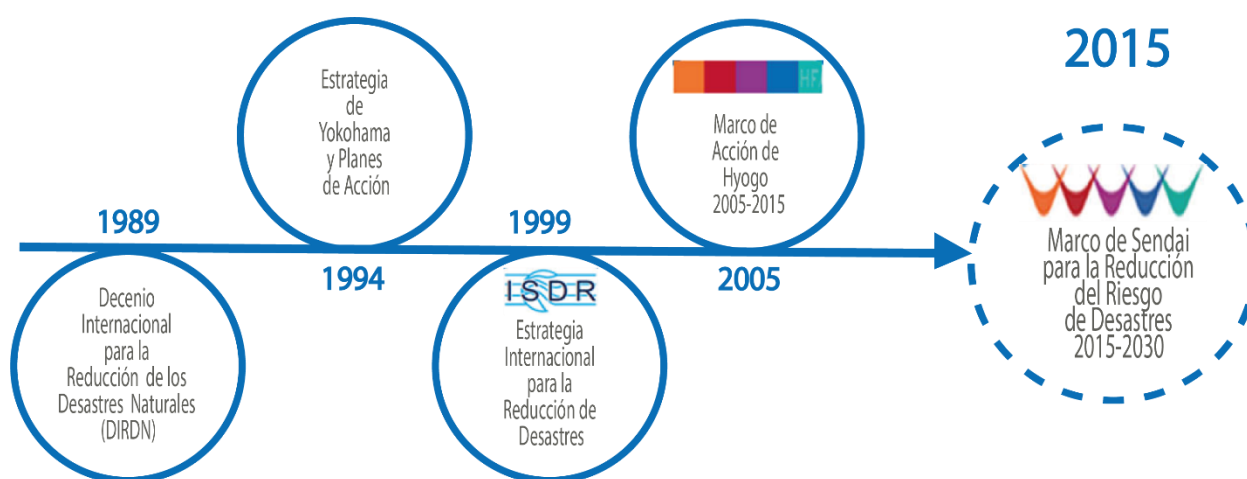 1989
Decenio
Internacional
para la
Reducción de los
Desastres Naturales
(DIRDN)
Estrategia
de
Yokohama
y Planes
de Acción
1994
1999
ISDR
Estrategia
Internacional
para la
Reducción de
Desastres
HF
Marco de
Acción de
Hyogo
2005-2015
2005
2015
Marco de Sendai
para la Reducción
del Riesgo
de Desastres
2015-2030